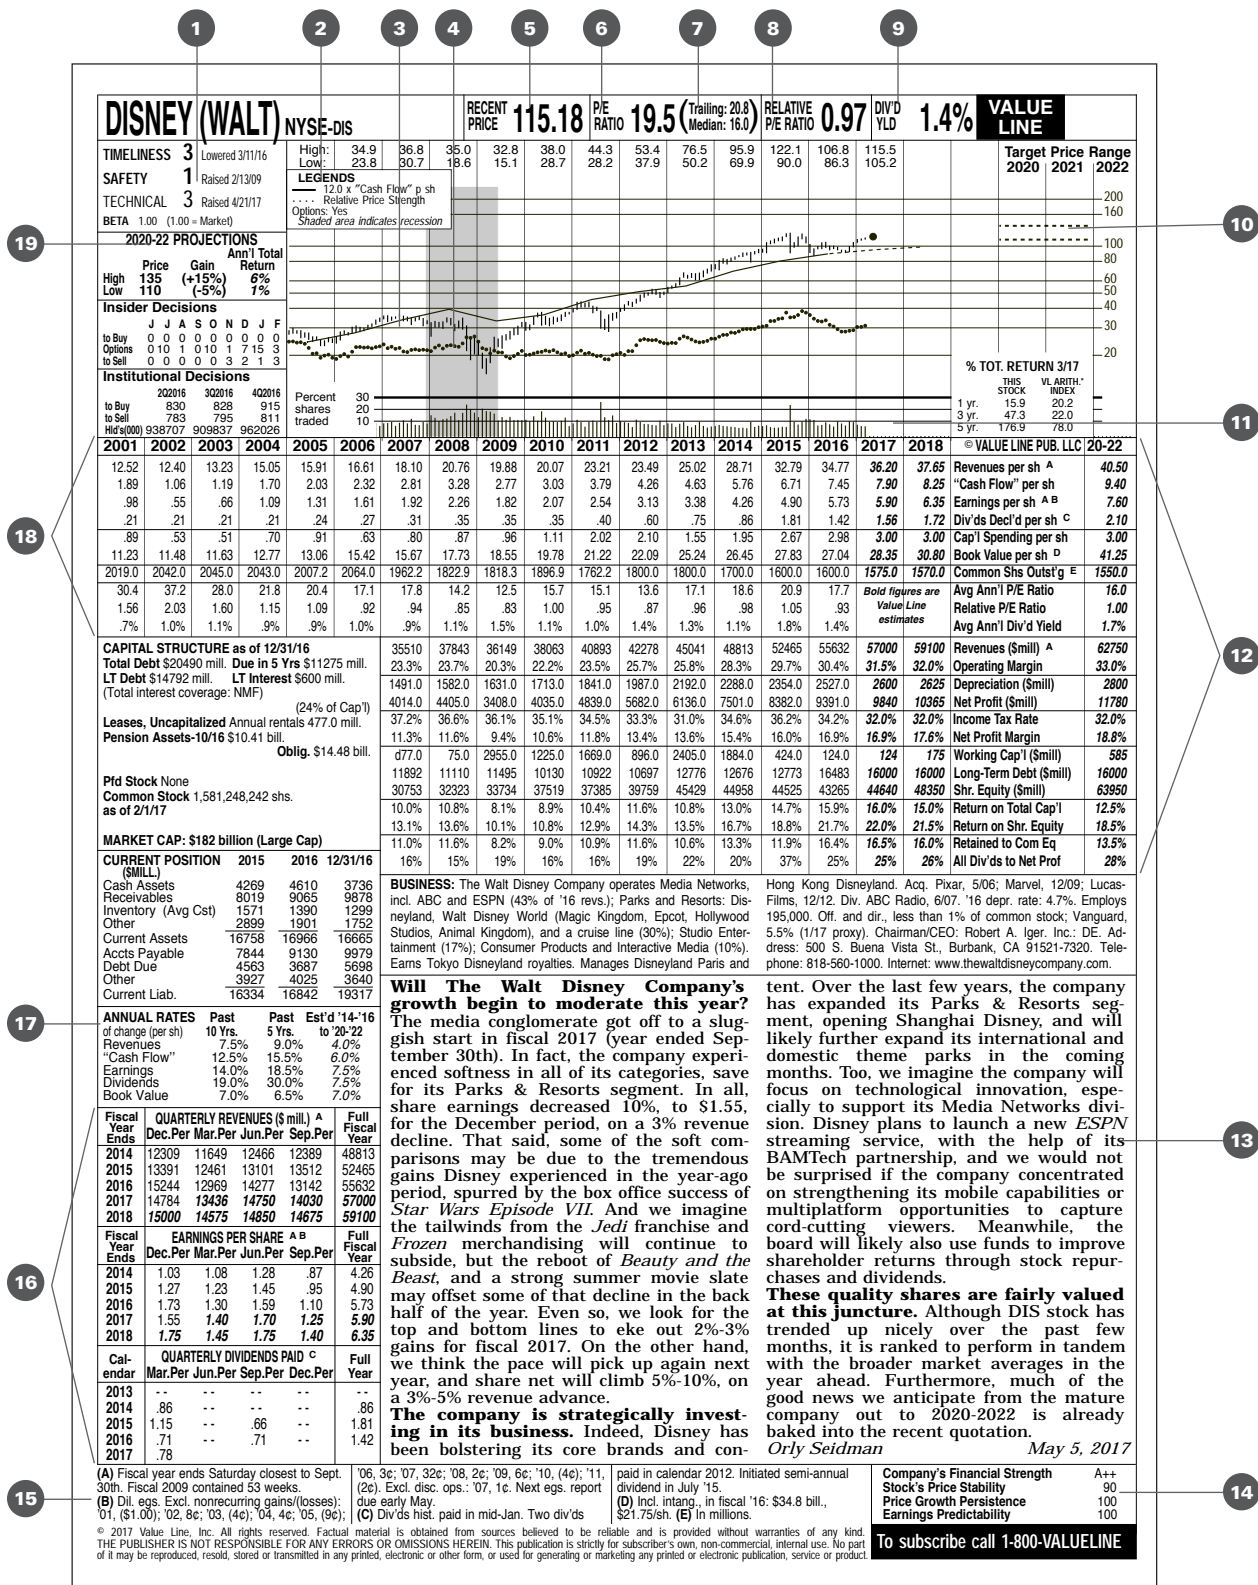 1 2 3 4 5 6 7 8 9
DISNEY (WALT) NYSE-DIS
RECENT PRICE 115.18
P/E RATIO 19.5 (Trailing: 20.8 Median: 16.0)
RELATIVE P/E RATIO 0.97
DIV'D YLD 1.4%
VALUE LINE
TIMELINESS 3 Lowered 3/11/16
SAFETY 1 Raised 2/13/09
TECHNICAL 3 Raised 4/21/17
BETA 1.00 (1.00 = Market)
High: 34.9 36.8 35.0 32.8 38.0 44.3 53.4 76.5 95.9 122.1 106.8 115.5
Low: 23.8 30.7 18.6 15.1 28.7 28.2 37.9 50.2 69.9 90.0 86.3 105.2
Target Price Range
2020 2021 2022
LEGENDS
12.0 x "Cash Flow" p sh
. . . . Relative Price Strength
Options: Yes
Shaded area indicates recession
200
160
100
80
60
50
40
30
20
10
19
2020-22 PROJECTIONS
Ann'l Total
Price Gain Return
High 135 (+15%) 6%
Low 110 (-5%) 1%
Insider Decisions
J J A S O N D J F
to Buy 0 0 0 0 0 0 0 0 0
Options 0 10 1 0 10 1 7 15 3
to Sell 0 0 0 0 1 3 2 1 3
Institutional Decisions
2Q2016 3Q2016 4Q2016
to Buy 830 828 915
to Sell 783 795 811
Hld's(000) 938707 909837 962026
Percent 30
shares 20
traded 10
% TOT. RETURN 3/17
THIS STOCK VL ARITH.* INDEX
1 yr. 15.9 20.2
3 yr. 47.3 22.0
5 yr. 176.9 78.0
11
2001 2002 2003 2004 2005 2006 2007 2008 2009 2010 2011 2012 2013 2014 2015 2016 2017 2018 © VALUE LINE PUB. LLC 20-22
12.52 12.40 13.23 15.05 15.91 16.61 18.10 20.76 19.88 20.07 23.21 23.49 25.02 28.71 32.79 34.77 36.20 37.65 Revenues per sh A 40.50
1.89 1.06 1.19 1.70 2.03 2.32 2.81 3.28 2.77 3.03 3.79 4.26 4.63 5.76 6.71 7.45 7.90 8.25 "Cash Flow" per sh 9.40
.98 .55 .66 1.09 1.31 1.61 1.92 2.26 1.82 2.07 2.54 3.13 3.38 4.26 4.90 5.73 5.90 6.35 Earnings per sh A B 7.60
.21 .21 .21 .21 .24 .27 .31 .35 .35 .35 .40 .60 .75 .86 1.81 1.42 1.56 1.72 Div'ds Decl'd per sh C 2.10
.89 .53 .51 .70 .91 .63 .80 .87 .96 1.11 2.02 2.10 1.55 1.95 2.67 2.98 3.00 3.00 Cap'l Spending per sh 3.00
11.23 11.48 11.63 12.77 13.06 15.42 15.67 17.73 18.55 19.78 21.22 22.09 25.24 26.45 27.83 27.04 28.35 30.80 Book Value per sh D 41.25
2019.0 2042.0 2045.0 2043.0 2007.2 2064.0 1962.2 1822.9 1818.3 1896.9 1762.2 1800.0 1800.0 1700.0 1600.0 1600.0 1575.0 1570.0 Common Shs Outst'g E 1550.0
30.4 37.2 28.0 21.8 20.4 17.1 17.8 14.2 12.5 15.7 15.1 13.6 17.1 18.6 20.9 17.7 Bold figures are Avg Ann'l P/E Ratio 16.0
1.56 2.03 1.60 1.15 1.09 .92 .94 .85 .83 1.00 .95 .87 .96 .98 1.05 .93 Value Line Relative P/E Ratio 1.00
.7% 1.0% 1.1% .9% .9% 1.0% .9% 1.1% 1.5% 1.1% 1.0% 1.4% 1.3% 1.1% 1.8% 1.4% estimates Avg Ann'l Div'd Yield 1.7%
18
12
CAPITAL STRUCTURE as of 12/31/16
Total Debt $20490 mill. Due in 5 Yrs $11275 mill.
LT Debt $14792 mill. LT Interest $600 mill.
(Total interest coverage: NMF)
(24% of Cap'l)
Leases, Uncapitalized Annual rentals 477.0 mill.
Pension Assets-10/16 $10.41 bill.
Oblig. $14.48 bill.
Pfd Stock None
Common Stock 1,581,248,242 shs.
as of 2/1/17
MARKET CAP: $182 billion (Large Cap)
35510 37843 36149 38063 40893 42278 45041 48813 52465 55632 57000 59100 Revenues ($mill) A 62750
23.3% 23.7% 20.3% 22.2% 23.5% 25.7% 25.8% 28.3% 29.7% 30.4% 31.5% 32.0% Operating Margin 33.0%
1491.0 1582.0 1631.0 1713.0 1841.0 1987.0 2192.0 2288.0 2354.0 2527.0 2600 2625 Depreciation ($mill) 2800
4014.0 4405.0 3408.0 4035.0 4839.0 5682.0 6136.0 7501.0 8382.0 9391.0 9840 10365 Net Profit ($mill) 11780
37.2% 36.6% 36.1% 35.1% 34.5% 33.3% 31.0% 34.6% 36.2% 34.2% 32.0% 32.0% Income Tax Rate 32.0%
11.3% 11.6% 9.4% 10.6% 11.8% 13.4% 13.6% 15.4% 16.0% 16.9% 16.9% 17.6% Net Profit Margin 18.8%
d77.0 75.0 2955.0 1225.0 1669.0 896.0 2405.0 1884.0 424.0 124.0 124 175 Working Cap'l ($mill) 585
11892 11110 11495 10130 10922 10697 12776 12676 12773 16483 16000 16000 Long-Term Debt ($mill) 16000
30753 32323 33734 37519 37385 39759 45429 44958 44525 43265 44640 48350 Shr. Equity ($mill) 63950
10.0% 10.8% 8.1% 8.9% 10.4% 11.6% 10.8% 13.0% 14.7% 15.9% 16.0% 15.0% Return on Total Cap'l 12.5%
13.1% 13.6% 10.1% 10.8% 12.9% 14.3% 13.5% 16.7% 18.8% 21.7% 22.0% 21.5% Return on Shr. Equity 18.5%
11.0% 11.6% 8.2% 9.0% 10.9% 11.6% 10.6% 13.3% 11.9% 16.4% 16.5% 16.0% Retained to Com Eq 13.5%
16% 15% 19% 16% 16% 19% 22% 20% 37% 25% 25% 26% All Div'ds to Net Prof 28%
CURRENT POSITION 2015 2016 12/31/16
($MILL.)
Cash Assets 4269 4610 3736
Receivables 8019 9065 9878
Inventory (Avg Cst) 1571 1390 1299
Other 2899 1901 1752
Current Assets 16758 16966 16665
Accts Payable 7844 9130 9979
Debt Due 4563 3687 5698
Other 3927 4025 3640
Current Liab. 16334 16842 19317
17
ANNUAL RATES Past Past Est'd '14-'16
of change (per sh) 10 Yrs. 5 Yrs. to '20-'22
Revenues 7.5% 9.0% 4.0%
"Cash Flow" 12.5% 15.5% 6.0%
Earnings 14.0% 18.5% 7.5%
Dividends 19.0% 30.0% 7.5%
Book Value 7.0% 6.5% 7.0%
16
Fiscal Year Ends QUARTERLY REVENUES ($ mill.) A Full Fiscal Year
Dec.Per Mar.Per Jun.Per Sep.Per
2014 12309 11649 12466 12389 48813
2015 13391 12461 13101 13512 52465
2016 15244 12969 14277 13142 55632
2017 14784 13436 14750 14030 57000
2018 15000 14575 14850 14675 59100
Fiscal Year Ends EARNINGS PER SHARE A B Full Fiscal Year
Dec.Per Mar.Per Jun.Per Sep.Per
2014 1.03 1.08 1.28 .87 4.26
2015 1.27 1.23 1.45 .95 4.90
2016 1.73 1.30 1.59 1.10 5.73
2017 1.55 1.40 1.70 1.25 5.90
2018 1.75 1.45 1.75 1.40 6.35
Cal-endar QUARTERLY DIVIDENDS PAID C Full Year
Mar.Per Jun.Per Sep.Per Dec.Per
2013 - - - - - - - - - -
2014 .86 - - - - - - .86
2015 1.15 - - .66 - - 1.81
2016 .71 - - .71 - - 1.42
2017 .78
BUSINESS: The Walt Disney Company operates Media Networks,
incl. ABC and ESPN (43% of '16 revs.); Parks and Resorts: Dis-
neyland, Walt Disney World (Magic Kingdom, Epcot, Hollywood
Studios, Animal Kingdom), and a cruise line (30%); Studio Enter-
tainment (17%); Consumer Products and Interactive Media (10%).
Earns Tokyo Disneyland royalties. Manages Disneyland Paris and
Hong Kong Disneyland. Acq. Pixar, 5/06; Marvel, 12/09; Lucas-
Films, 12/12. Div. ABC Radio, 6/07. '16 depr. rate: 4.7%. Employs
195,000. Off. and dir., less than 1% of common stock; Vanguard,
5.5% (1/17 proxy). Chairman/CEO: Robert A. Iger. Inc.: DE. Ad-
dress: 500 S. Buena Vista St., Burbank, CA 91521-7320. Tele-
phone: 818-560-1000. Internet: www.thewaltdisneycompany.com.
Will The Walt Disney Company's
growth begin to moderate this year?
The media conglomerate got off to a slug-
gish start in fiscal 2017 (year ended Sep-
tember 30th). In fact, the company experi-
enced softness in all of its categories, save
for its Parks & Resorts segment. In all,
share earnings decreased 10%, to $1.55,
for the December period, on a 3% revenue
decline. That said, some of the soft com-
parisons may be due to the tremendous
gains Disney experienced in the year-ago
period, spurred by the box office success of
Star Wars Episode VII. And we imagine
the tailwinds from the Jedi franchise and
Frozen merchandising will continue to
subside, but the reboot of Beauty and the
Beast, and a strong summer movie slate
may offset some of that decline in the back
half of the year. Even so, we look for the
top and bottom lines to eke out 2%-3%
gains for fiscal 2017. On the other hand,
we think the pace will pick up again next
year, and share net will climb 5%-10%, on
a 3%-5% revenue advance.
The company is strategically invest-
ing in its business. Indeed, Disney has
been bolstering its core brands and con-
tent. Over the last few years, the company
has expanded its Parks & Resorts seg-
ment, opening Shanghai Disney, and will
likely further expand its international and
domestic theme parks in the coming
months. Too, we imagine the company will
focus on technological innovation, espe-
cially to support its Media Networks divi-
sion. Disney plans to launch a new ESPN
streaming service, with the help of its
BAMTech partnership, and we would not
be surprised if the company concentrated
on strengthening its mobile capabilities or
multiplatform opportunities to capture
cord-cutting viewers. Meanwhile, the
board will likely also use funds to improve
shareholder returns through stock repur-
chases and dividends.
These quality shares are fairly valued
at this juncture. Although DIS stock has
trended up nicely over the past few
months, it is ranked to perform in tandem
with the broader market averages in the
year ahead. Furthermore, much of the
good news we anticipate from the mature
company out to 2020-2022 is already
baked into the recent quotation.
Orly Seidman May 5, 2017
13
15
(A) Fiscal year ends Saturday closest to Sept.
30th. Fiscal 2009 contained 53 weeks.
(B) Dil. egs. Excl. nonrecurring gains/(losses):
'01, ($1.00); '02, 8¢; '03, (4¢); '04, 4¢; '05, (9¢);
'06, 3¢; '07, 32¢; '08, 2¢; '09, 6¢; '10, (4¢); '11,
(2¢). Excl. disc. ops.: '07, 1¢. Next egs. report
due early May.
(C) Div'ds hist. paid in mid-Jan. Two div'ds
paid in calendar 2012. Initiated semi-annual
dividend in July '15.
(D) Incl. intang., in fiscal '16: $34.8 bill.,
$21.75/sh. (E) In millions.
Company's Financial Strength A++
Stock's Price Stability 90
Price Growth Persistence 100
Earnings Predictability 100
14
© 2017 Value Line, Inc. All rights reserved. Factual material is obtained from sources believed to be reliable and is provided without warranties of any kind.
THE PUBLISHER IS NOT RESPONSIBLE FOR ANY ERRORS OR OMISSIONS HEREIN. This publication is strictly for subscriber's own, non-commercial, internal use. No part
of it may be reproduced, resold, stored or transmitted in any printed, electronic or other form, or used for generating or marketing any printed or electronic publication, service or product.
To subscribe call 1-800-VALUELINE